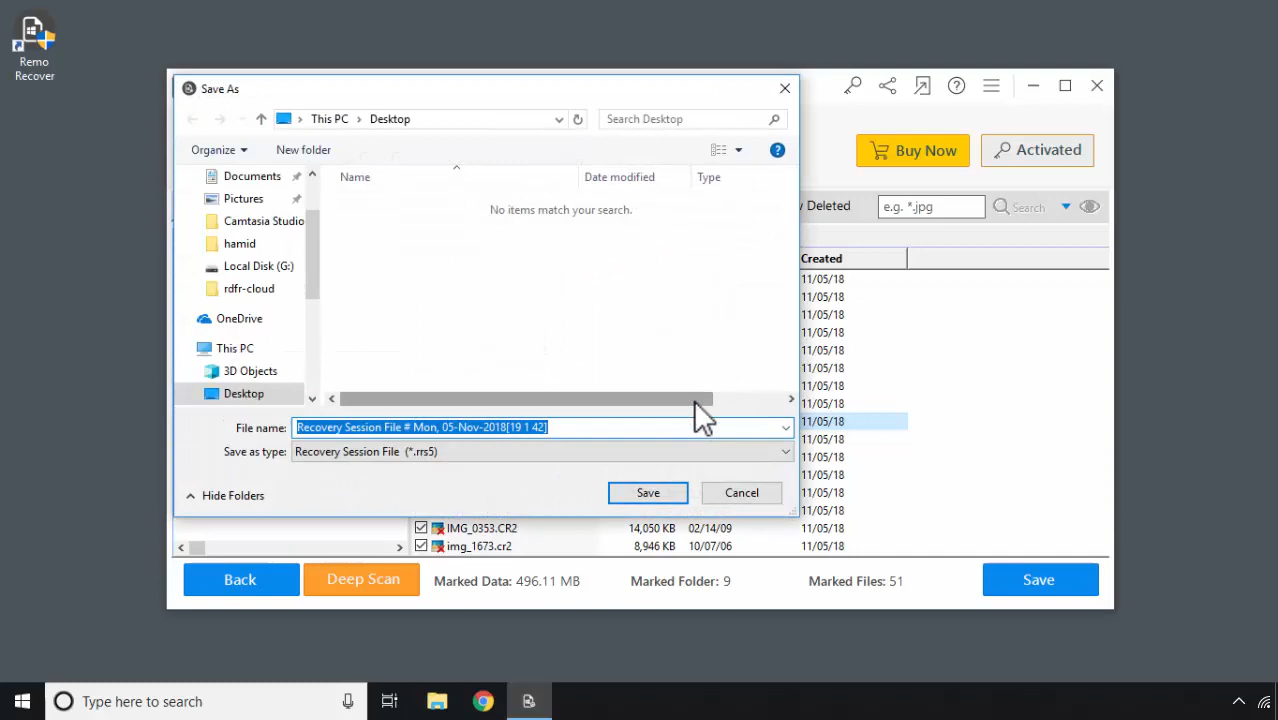 Remo
Recover
Save As
This PC
Desktop
Search Desktop
Organize
New folder
Documents
Pictures
Camtasia Studio
hamid
Local Disk (G:)
rdfr-cloud
OneDrive
This PC
3D Objects
Desktop
Name
Date modified
Type
No items match your search.
File name: Recovery Session File # Mon, 05-Nov-2018[19 1 42]
Save as type: Recovery Session File (*.rrs5)
Hide Folders
Save
Cancel
Buy Now
Activated
y Deleted
e.g. *.jpg
Search
Created
11/05/18
11/05/18
11/05/18
11/05/18
11/05/18
11/05/18
11/05/18
11/05/18
11/05/18
11/05/18
11/05/18
11/05/18
11/05/18
11/05/18
IMG_0353.CR2 14,050 KB 02/14/09 11/05/18
img_1673.cr2 8,946 KB 10/07/06 11/05/18
Back
Deep Scan
Marked Data: 496.11 MB
Marked Folder: 9
Marked Files: 51
Save
Type here to search